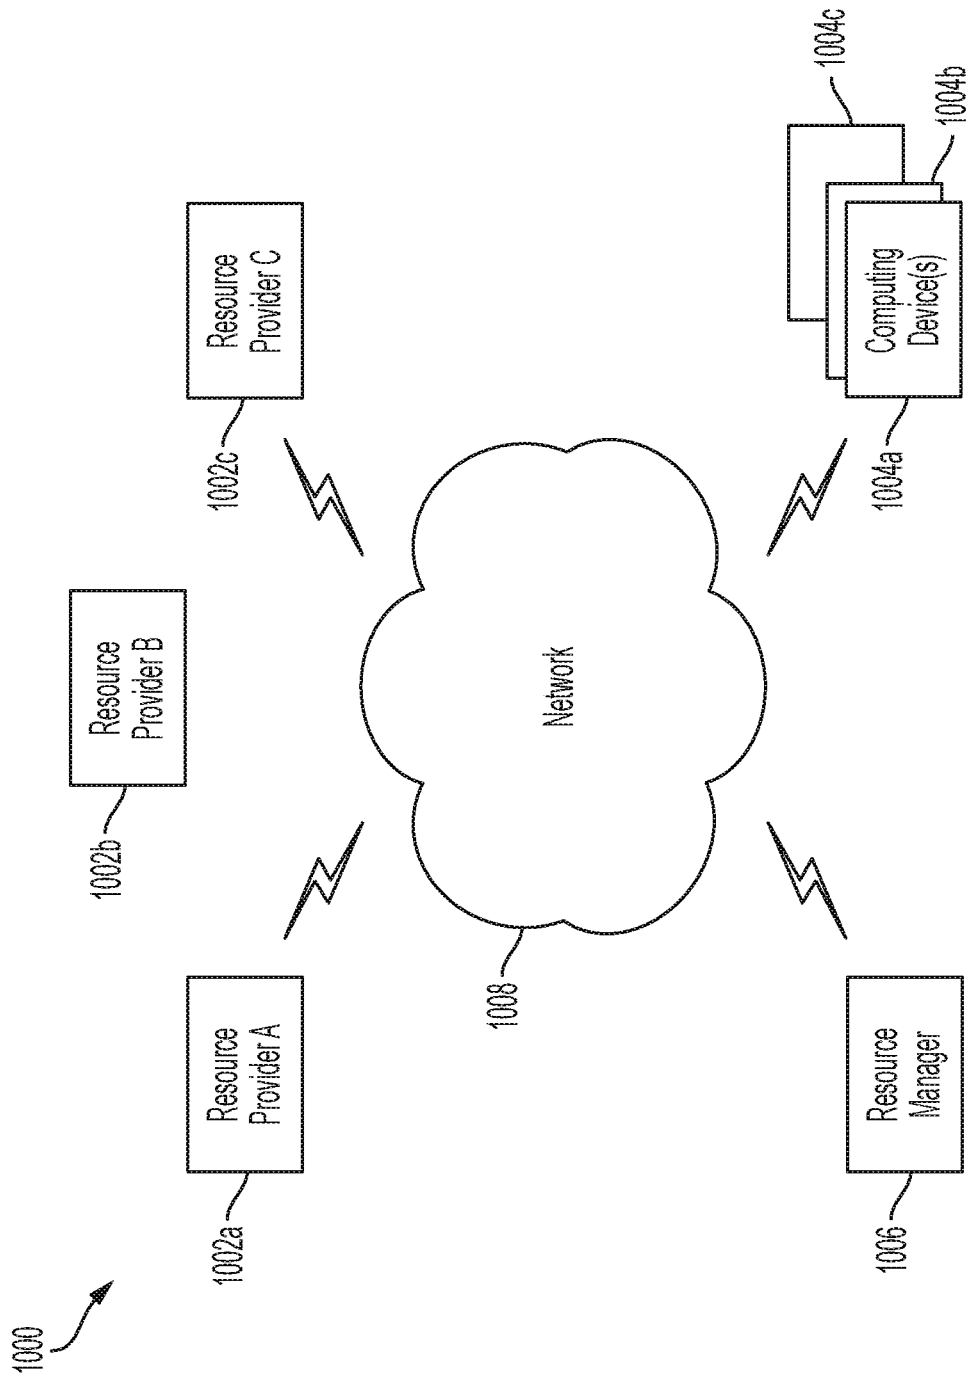 1000
1002b
Resource
Provider B
1002a
Resource
Provider A
1002c
Resource
Provider C
1008
Network
1006
Resource
Manager
1004a
Computing
Device(s)
1004b
1004c